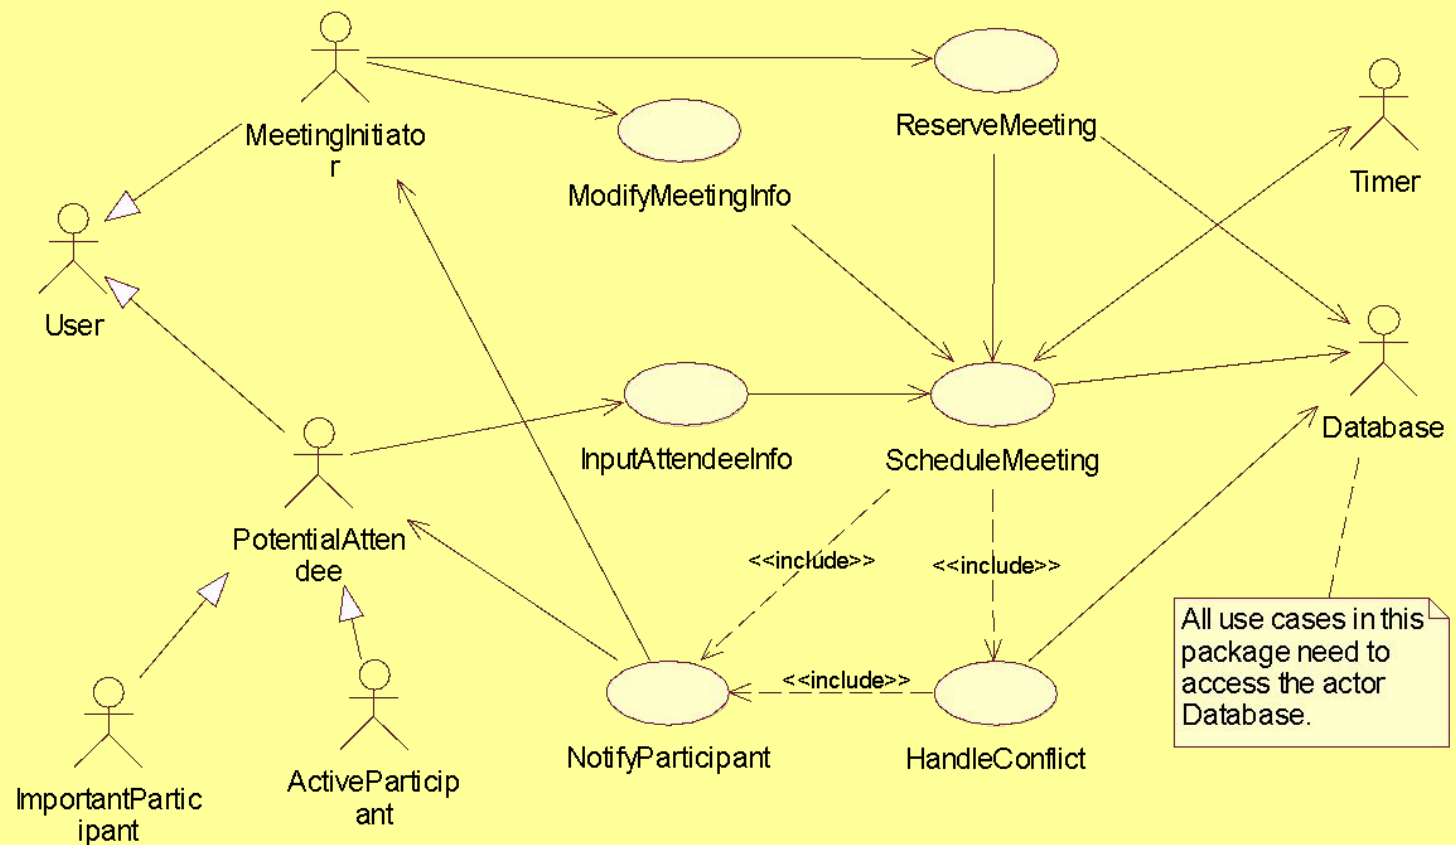 MeetingInitiato
r
ReserveMeeting
ModifyMeetingInfo
Timer
User
InputAttendeeInfo
ScheduleMeeting
Database
PotentialAtten
dee
<<include>>
<<include>>
<<include>>
All use cases in this
package need to
access the actor
Database.
NotifyParticipant
HandleConflict
ImportantPartic
ipant
ActiveParticip
ant